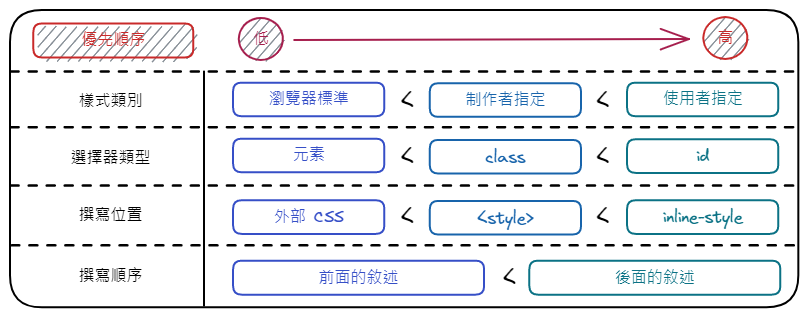 優先順序 低 高
樣式類別 瀏覽器標準 < 制作者指定 < 使用者指定
選擇器類型 元素 < class < id
撰寫位置 外部 CSS < <style> < inline-style
撰寫順序 前面的敘述 < 後面的敘述